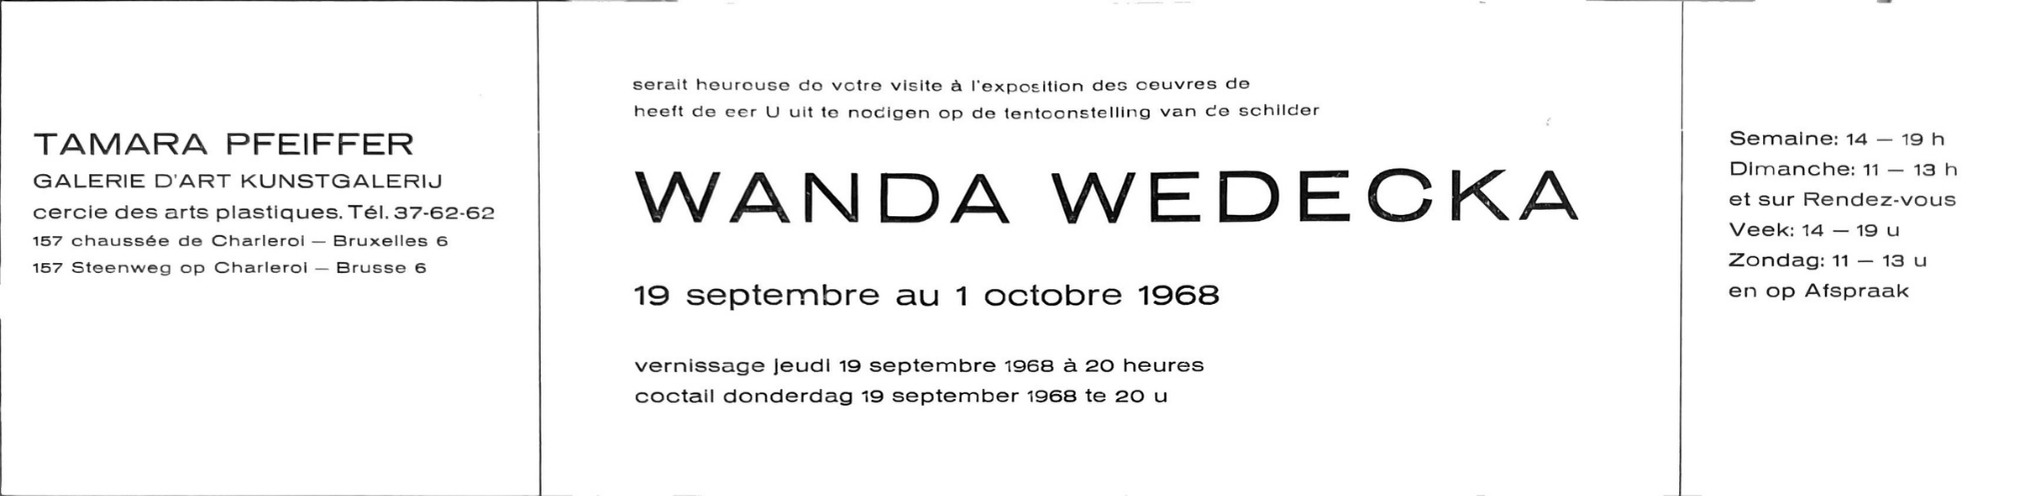 TAMARA PFEIFFER
GALERIE D'ART KUNSTGALERIJ
cercle des arts plastiques. Tél. 37-62-62
157 chaussée de Charleroi — Bruxelles 6
157 Steenweg op Charleroi — Brusse 6
serait heureuse de votre visite à l'exposition des oeuvres de
heeft de eer U uit te nodigen op de tentoonstelling van de schilder
WANDA WEDECKA
19 septembre au 1 octobre 1968
vernissage jeudi 19 septembre 1968 à 20 heures
coctail donderdag 19 september 1968 te 20 u
Semaine: 14 — 19 h
Dimanche: 11 — 13 h
et sur Rendez-vous
Veek: 14 — 19 u
Zondag: 11 — 13 u
en op Afspraak